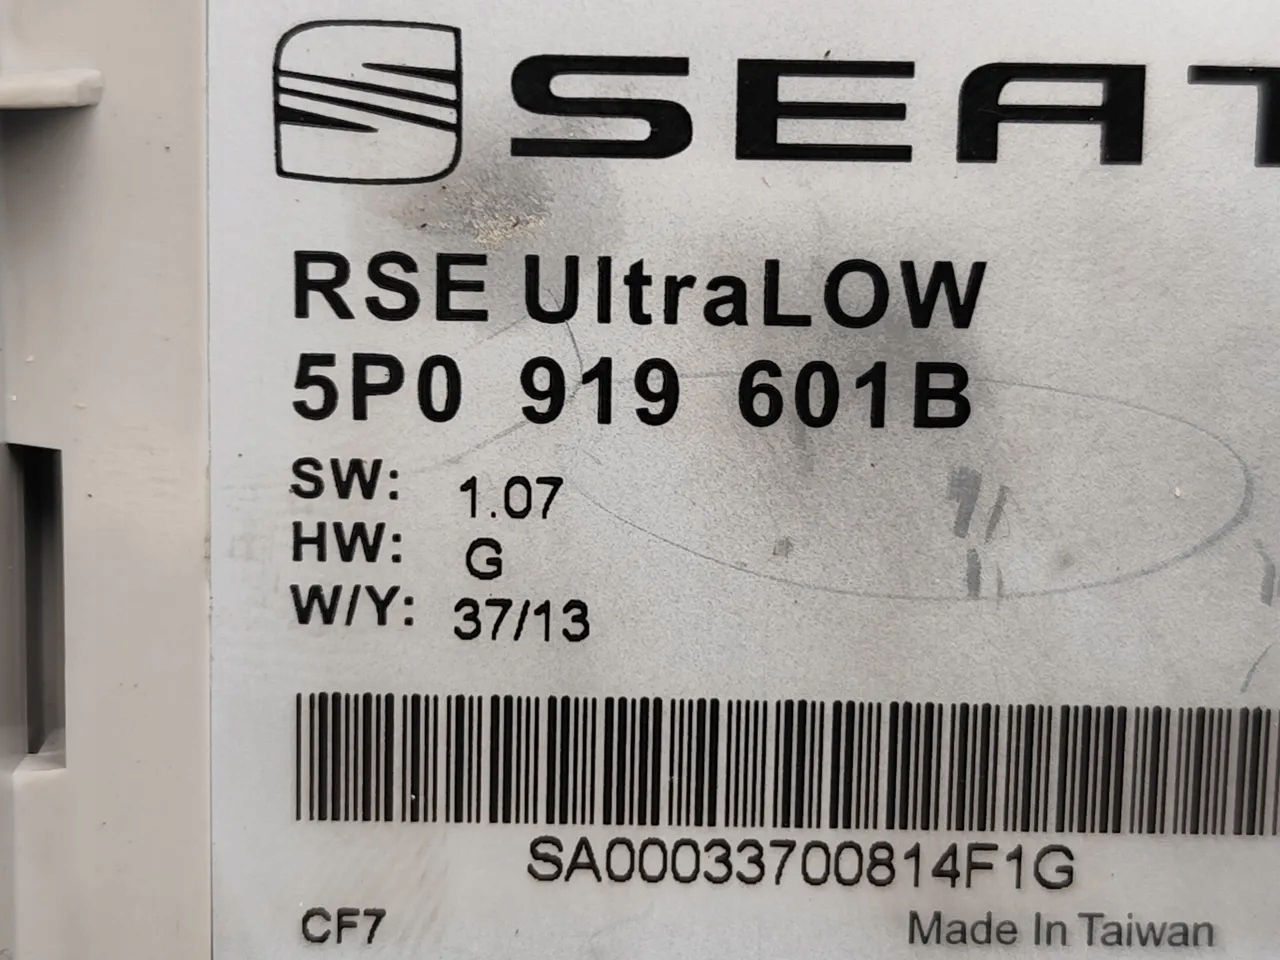 SEAT
RSE UltraLOW
5P0 919 601B
SW: 1.07
HW: G
W/Y: 37/13
SA00033700814F1G
CF7
Made In Taiwan